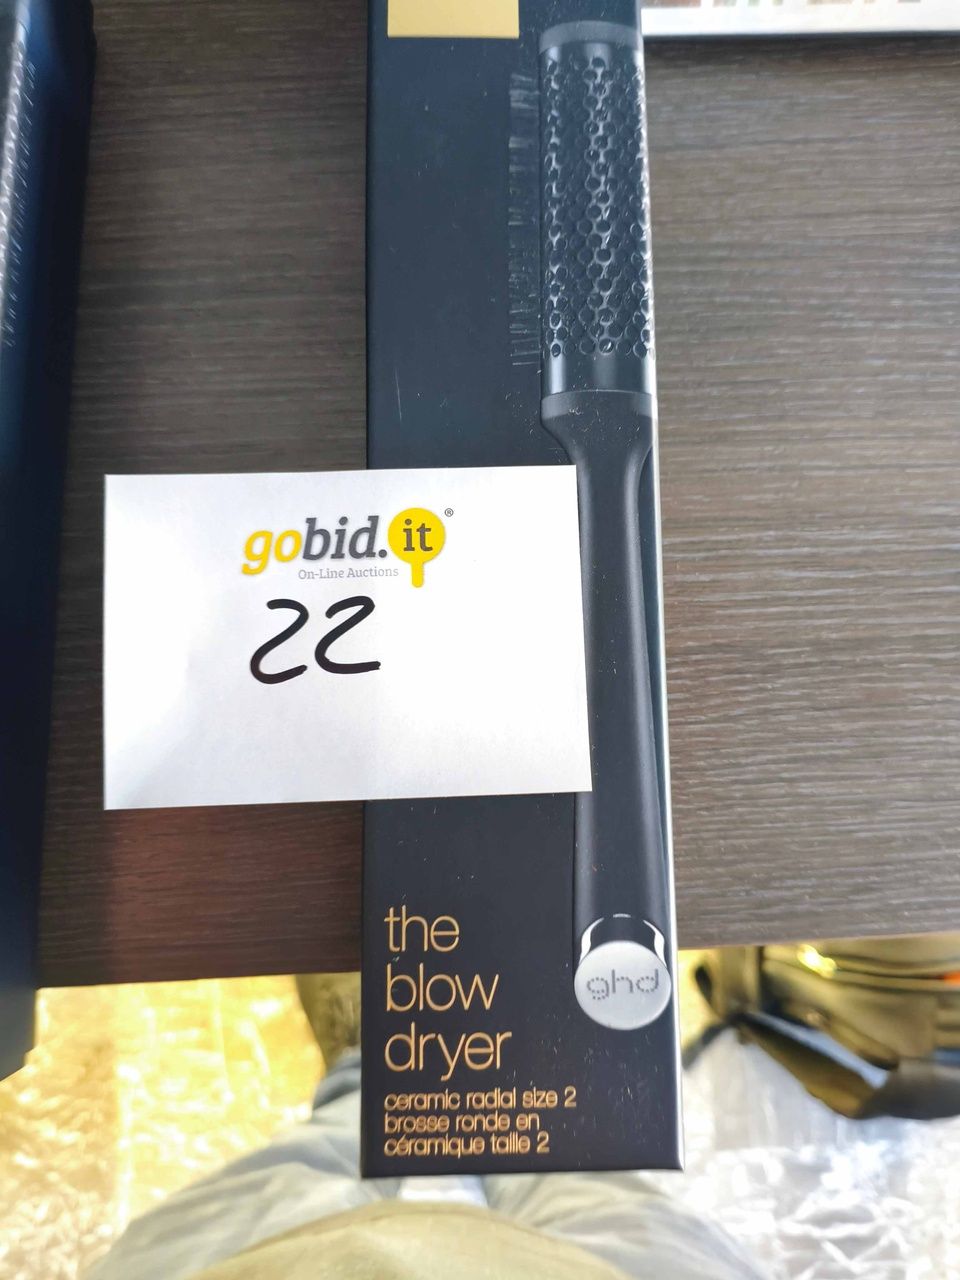 gobid.it®
On-Line Auctions
22
the
blow
dryer
ghd
ceramic radial size 2
brosse ronde en
céramique taille 2